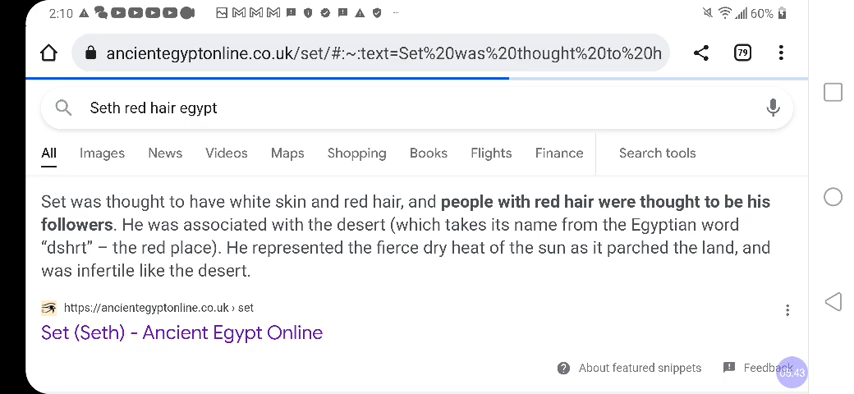 2:10 60%
ancientegyptonline.co.uk/set/#:~:text=Set%20was%20thought%20to%20h
79
Seth red hair egypt
All Images News Videos Maps Shopping Books Flights Finance Search tools
Set was thought to have white skin and red hair, and people with red hair were thought to be his
followers. He was associated with the desert (which takes its name from the Egyptian word
“dshrt” – the red place). He represented the fierce dry heat of the sun as it parched the land, and
was infertile like the desert.
https://ancientegyptonline.co.uk › set
Set (Seth) - Ancient Egypt Online
About featured snippets Feedback
05:43